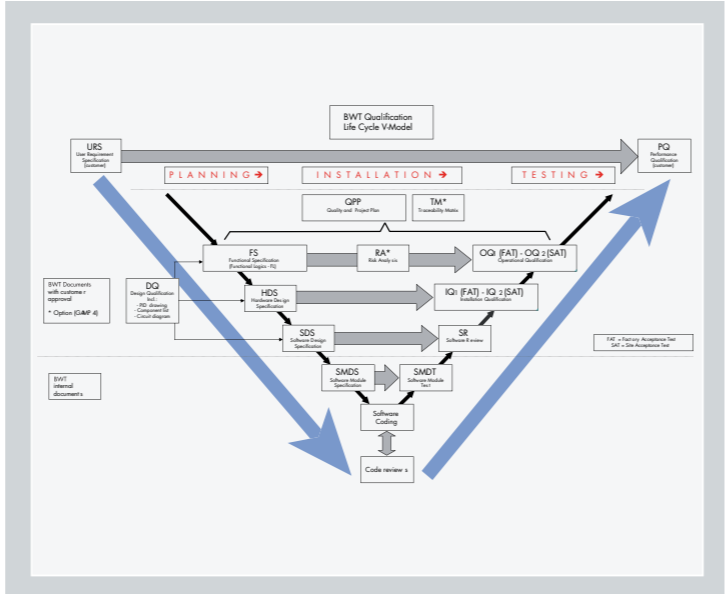 BWT Qualification
Life Cycle V-Model
URS
User Requirement
Specification
(customer)
PQ
Performance
Qualification
(customer)
PLANNING ➔
INSTALLATION ➔
TESTING ➔
QPP
Quality and Project Plan
TM*
Traceability Matrix
FS
Functional Specification
(Functional logics - FL)
RA*
Risk Analysis
OQ1 (FAT) - OQ 2 (SAT)
Operational Qualification
BWT Documents
with customer
approval
* Option (GAMP 4)
DQ
Design Qualification
Incl.:
- PID drawing
- Component list
- Circuit diagram
HDS
Hardware Design
Specification
IQ1 (FAT) - IQ 2 (SAT)
Installation Qualification
SDS
Software Design
Specification
SR
Software Review
FAT = Factory Acceptance Test
SAT = Site Acceptance Test
BWT
internal
documents
SMDS
Software Module
Specification
SMDT
Software Module
Test
Software
Coding
Code reviews